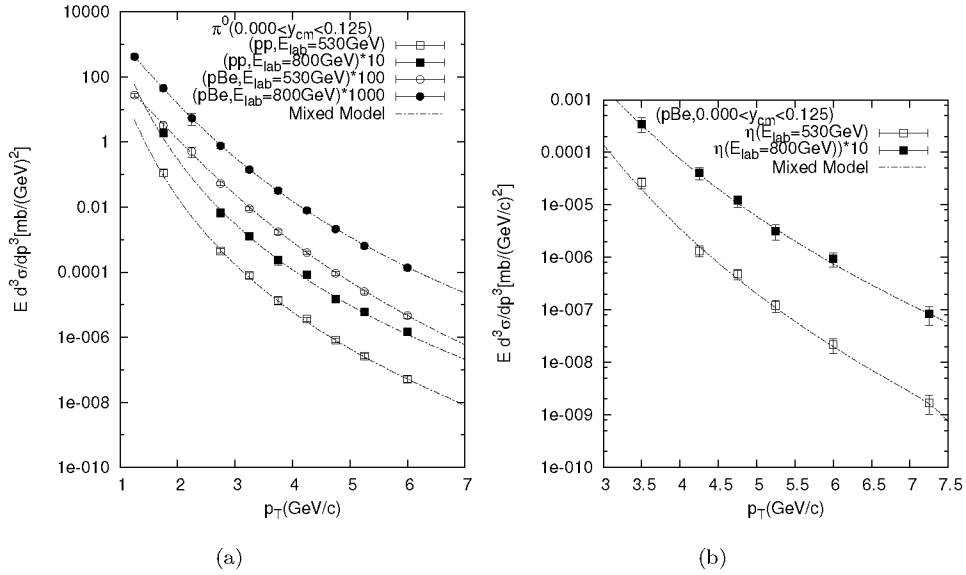 10000
100
1
0.01
0.0001
1e-006
1e-008
1e-010
E d³σ/dp³[mb/(GeV)²]
1 2 3 4 5 6 7
p_T(GeV/c)
π⁰(0.000<y_cm<0.125)
(pp,E_lab=530GeV)
(pp,E_lab=800GeV)*10
(pBe,E_lab=530GeV)*100
(pBe,E_lab=800GeV)*1000
Mixed Model
(a)
0.001
0.0001
1e-005
1e-006
1e-007
1e-008
1e-009
1e-010
E d³σ/dp³[mb/(GeV/c)²]
3 3.5 4 4.5 5 5.5 6 6.5 7 7.5
p_T(GeV/c)
(pBe,0.000<y_cm<0.125)
η(E_lab=530GeV)
η(E_lab=800GeV))*10
Mixed Model
(b)